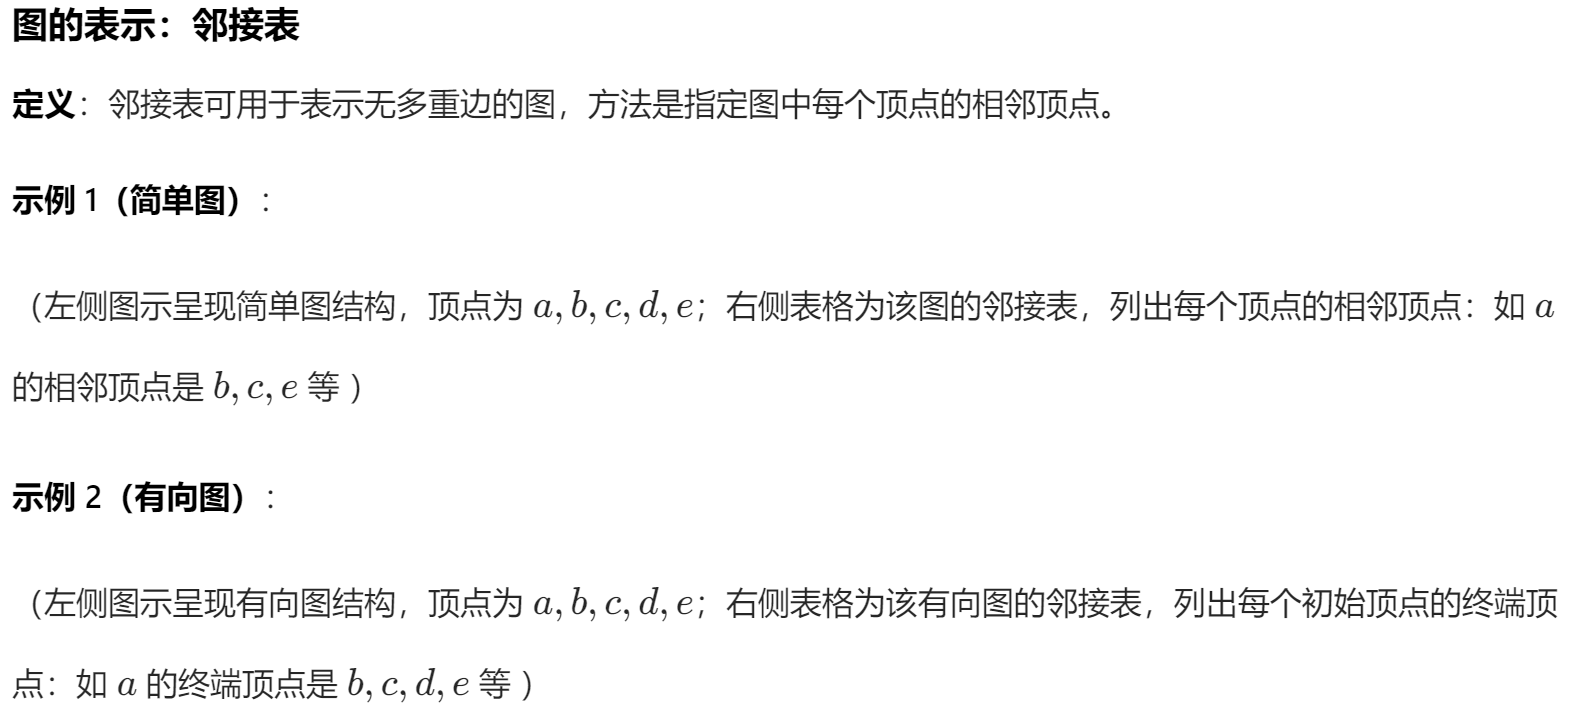 图的表示：邻接表
定义：邻接表可用于表示无多重边的图，方法是指定图中每个顶点的相邻顶点。
示例 1（简单图）：
（左侧图示呈现简单图结构，顶点为 a, b, c, d, e；右侧表格为该图的邻接表，列出每个顶点的相邻顶点：如 a
的相邻顶点是 b, c, e 等 ）
示例 2（有向图）：
（左侧图示呈现有向图结构，顶点为 a, b, c, d, e；右侧表格为该有向图的邻接表，列出每个初始顶点的终端顶
点：如 a 的终端顶点是 b, c, d, e 等 ）